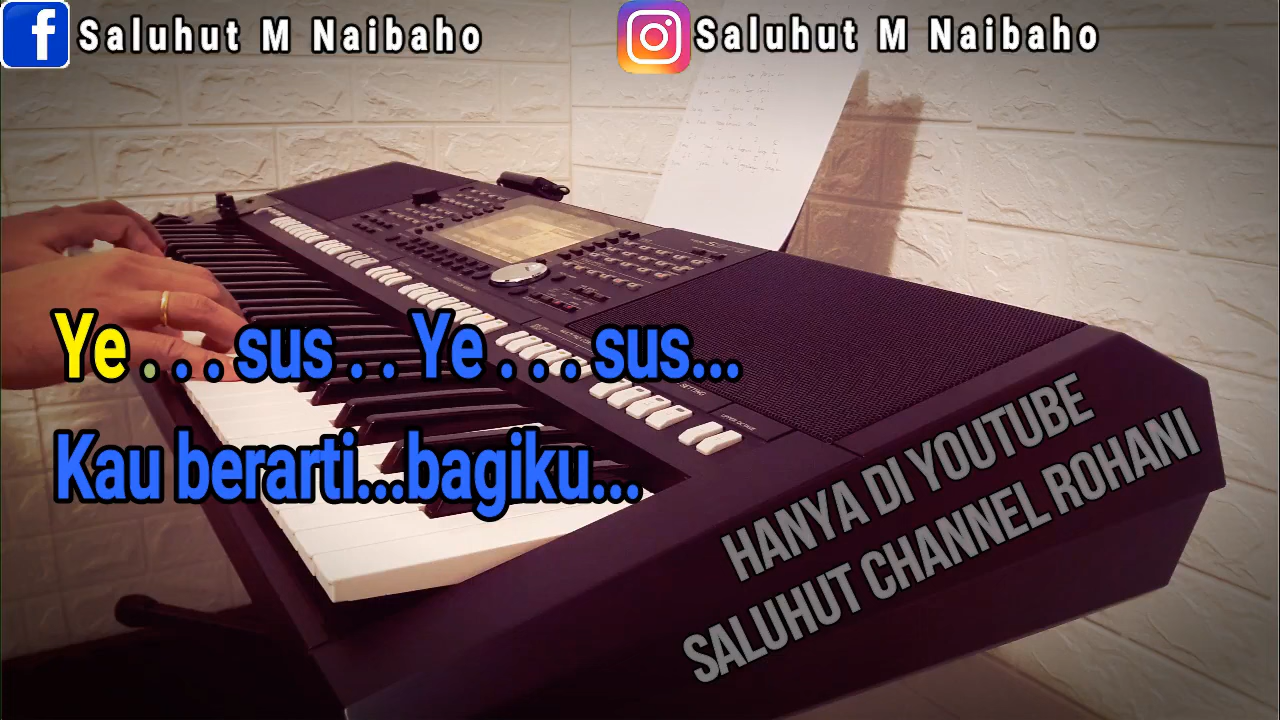 Saluhut M Naibaho
Saluhut M Naibaho
Ye . . . sus . . Ye . . . sus...
Kau berarti...bagiku...
HANYA DI YOUTUBE
SALUHUT CHANNEL ROHANI